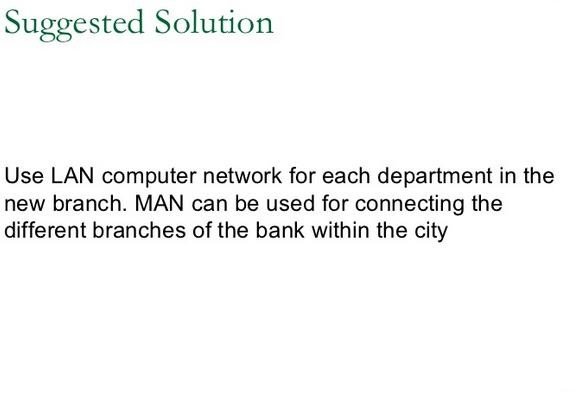 Suggested Solution
Use LAN computer network for each department in the
new branch. MAN can be used for connecting the
different branches of the bank within the city